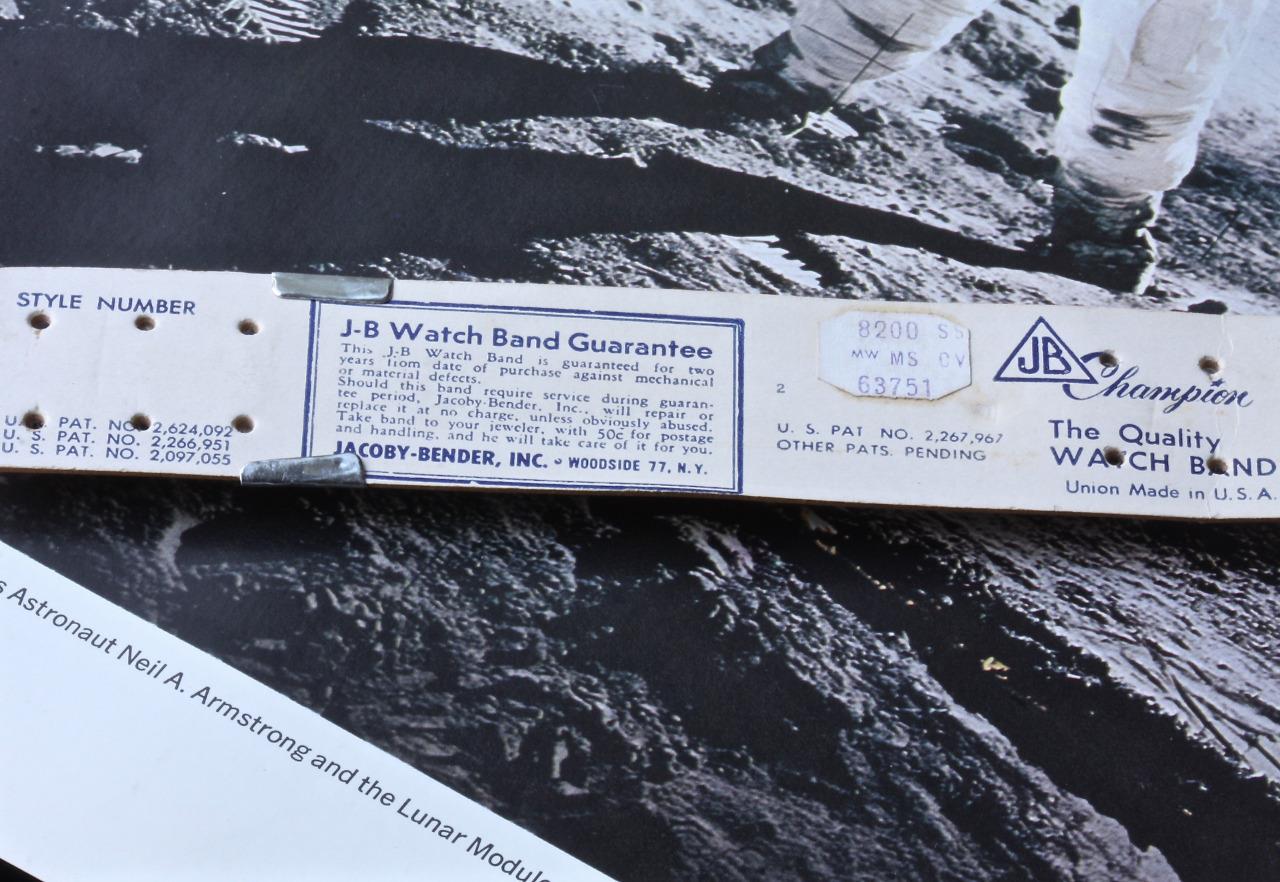 STYLE NUMBER
U. S. PAT. NO. 2,624,092
U. S. PAT. NO. 2,266,951
U. S. PAT. NO. 2,097,055
J-B Watch Band Guarantee
This J-B Watch Band is guaranteed for two
years from date of purchase against mechanical
or material defects.
Should this band require service during guaran-
tee period, Jacoby-Bender, Inc., will repair or
replace it at no charge, unless obviously abused.
Take band to your jeweler, with 50c for postage
and handling, and he will take care of it for you.
JACOBY-BENDER, INC. • WOODSIDE 77, N.Y.
2
8200 SS
MW MS CV
63751
U. S. PAT NO. 2,267,967
OTHER PATS. PENDING
JB Champion
The Quality
WATCH BAND
Union Made in U.S.A.
Astronaut Neil A. Armstrong and the Lunar Module